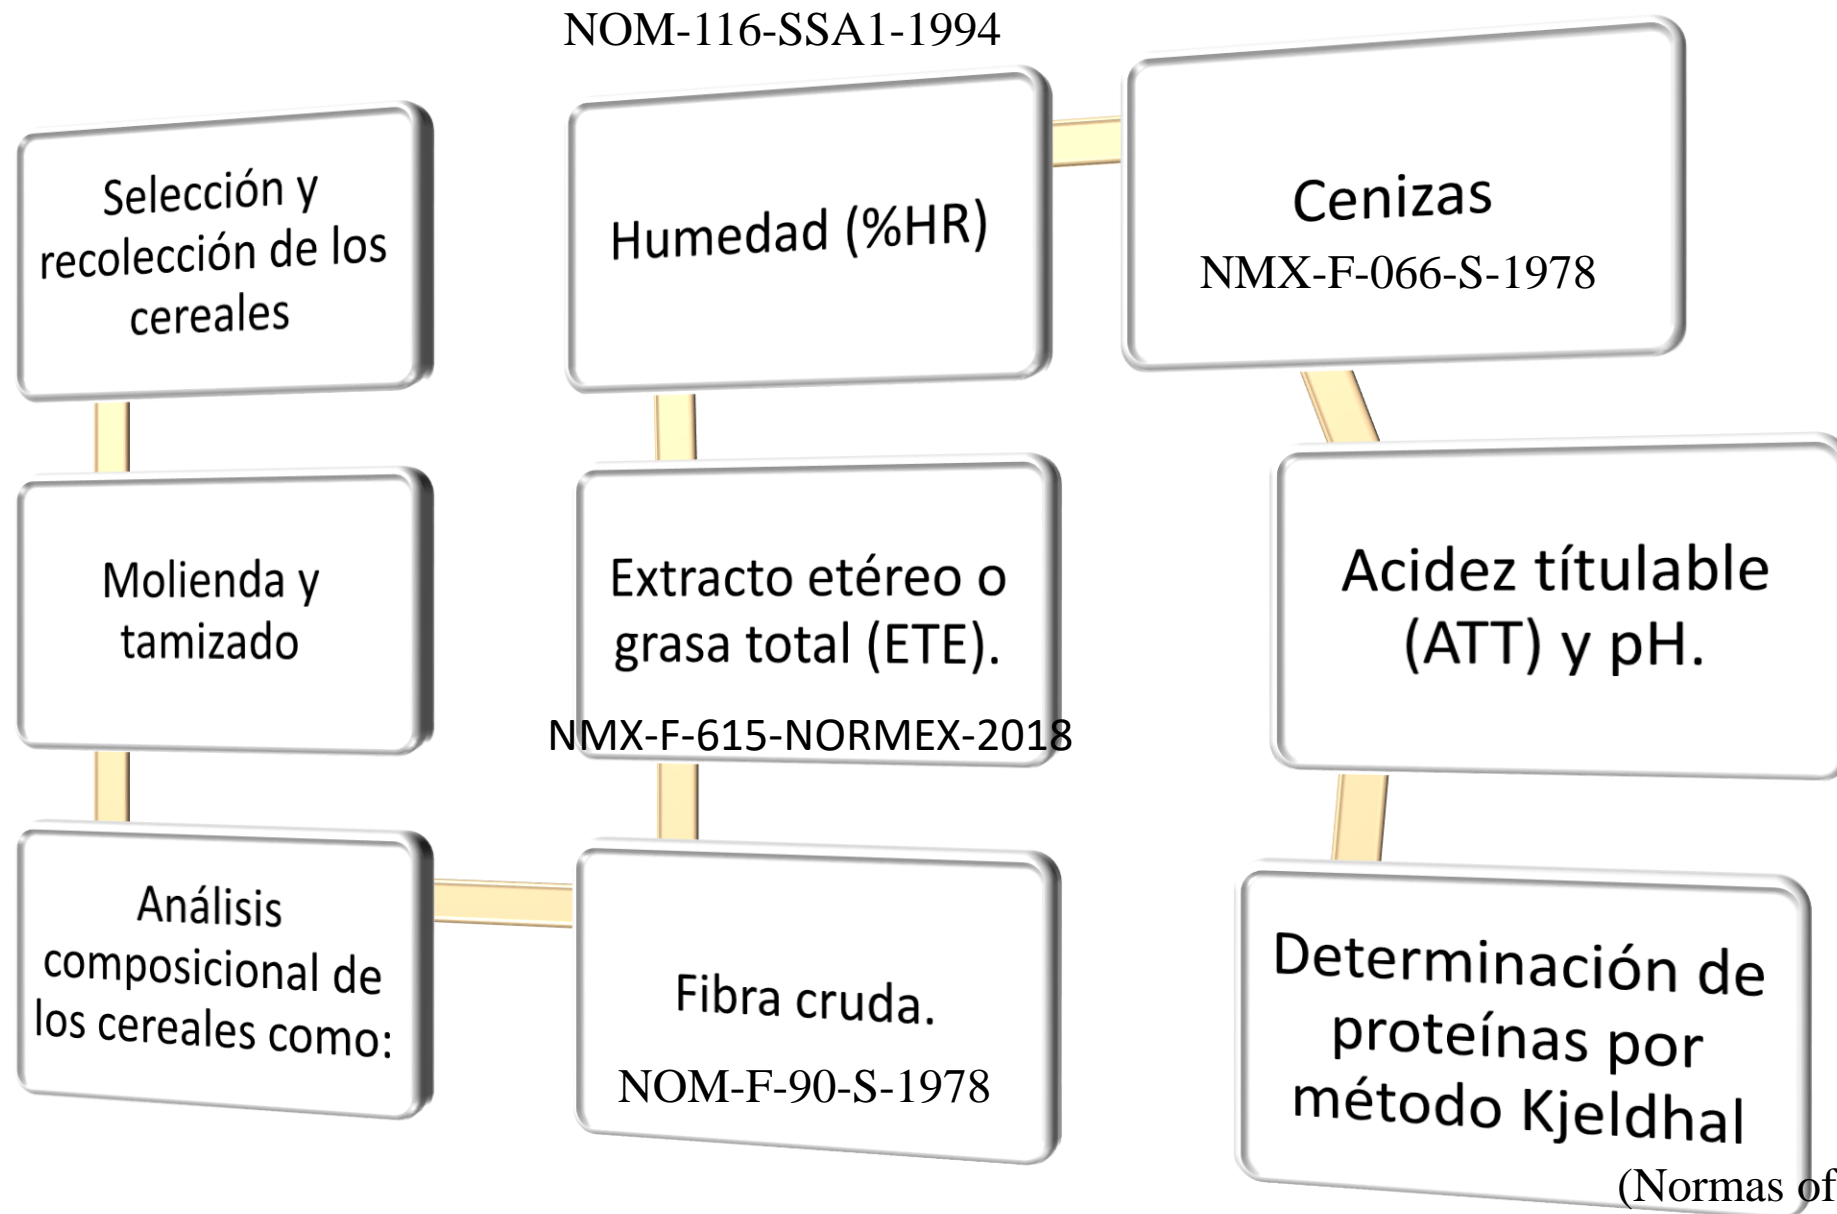 Selección y
recolección de los
cereales
Molienda y
tamizado
Análisis
composicional de
los cereales como:
Fibra cruda.
NOM-F-90-S-1978
Extracto etéreo o
grasa total (ETE).
NMX-F-615-NORMEX-2018
NOM-116-SSA1-1994
Humedad (%HR)
Cenizas
NMX-F-066-S-1978
Acidez títulable
(ATT) y pH.
Determinación de
proteínas por
método Kjeldhal
(Normas of